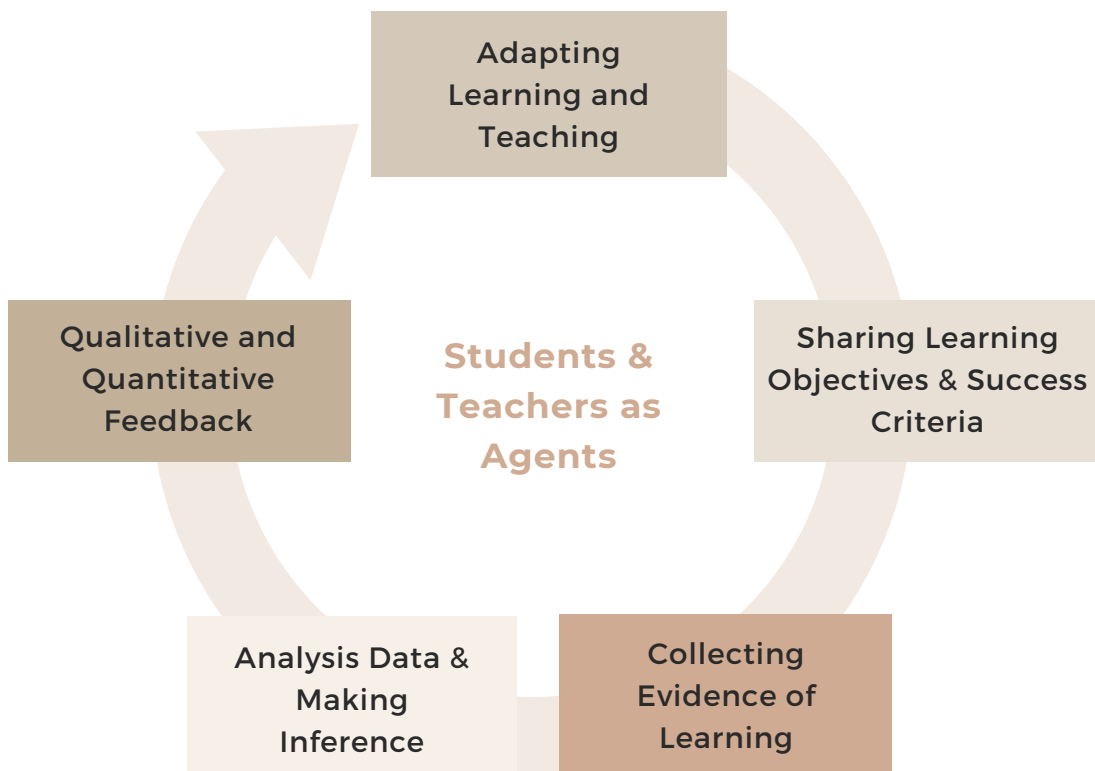 Adapting
Learning and
Teaching
Qualitative and
Quantitative
Feedback
Students &
Teachers as
Agents
Sharing Learning
Objectives & Success
Criteria
Analysis Data &
Making
Inference
Collecting
Evidence of
Learning